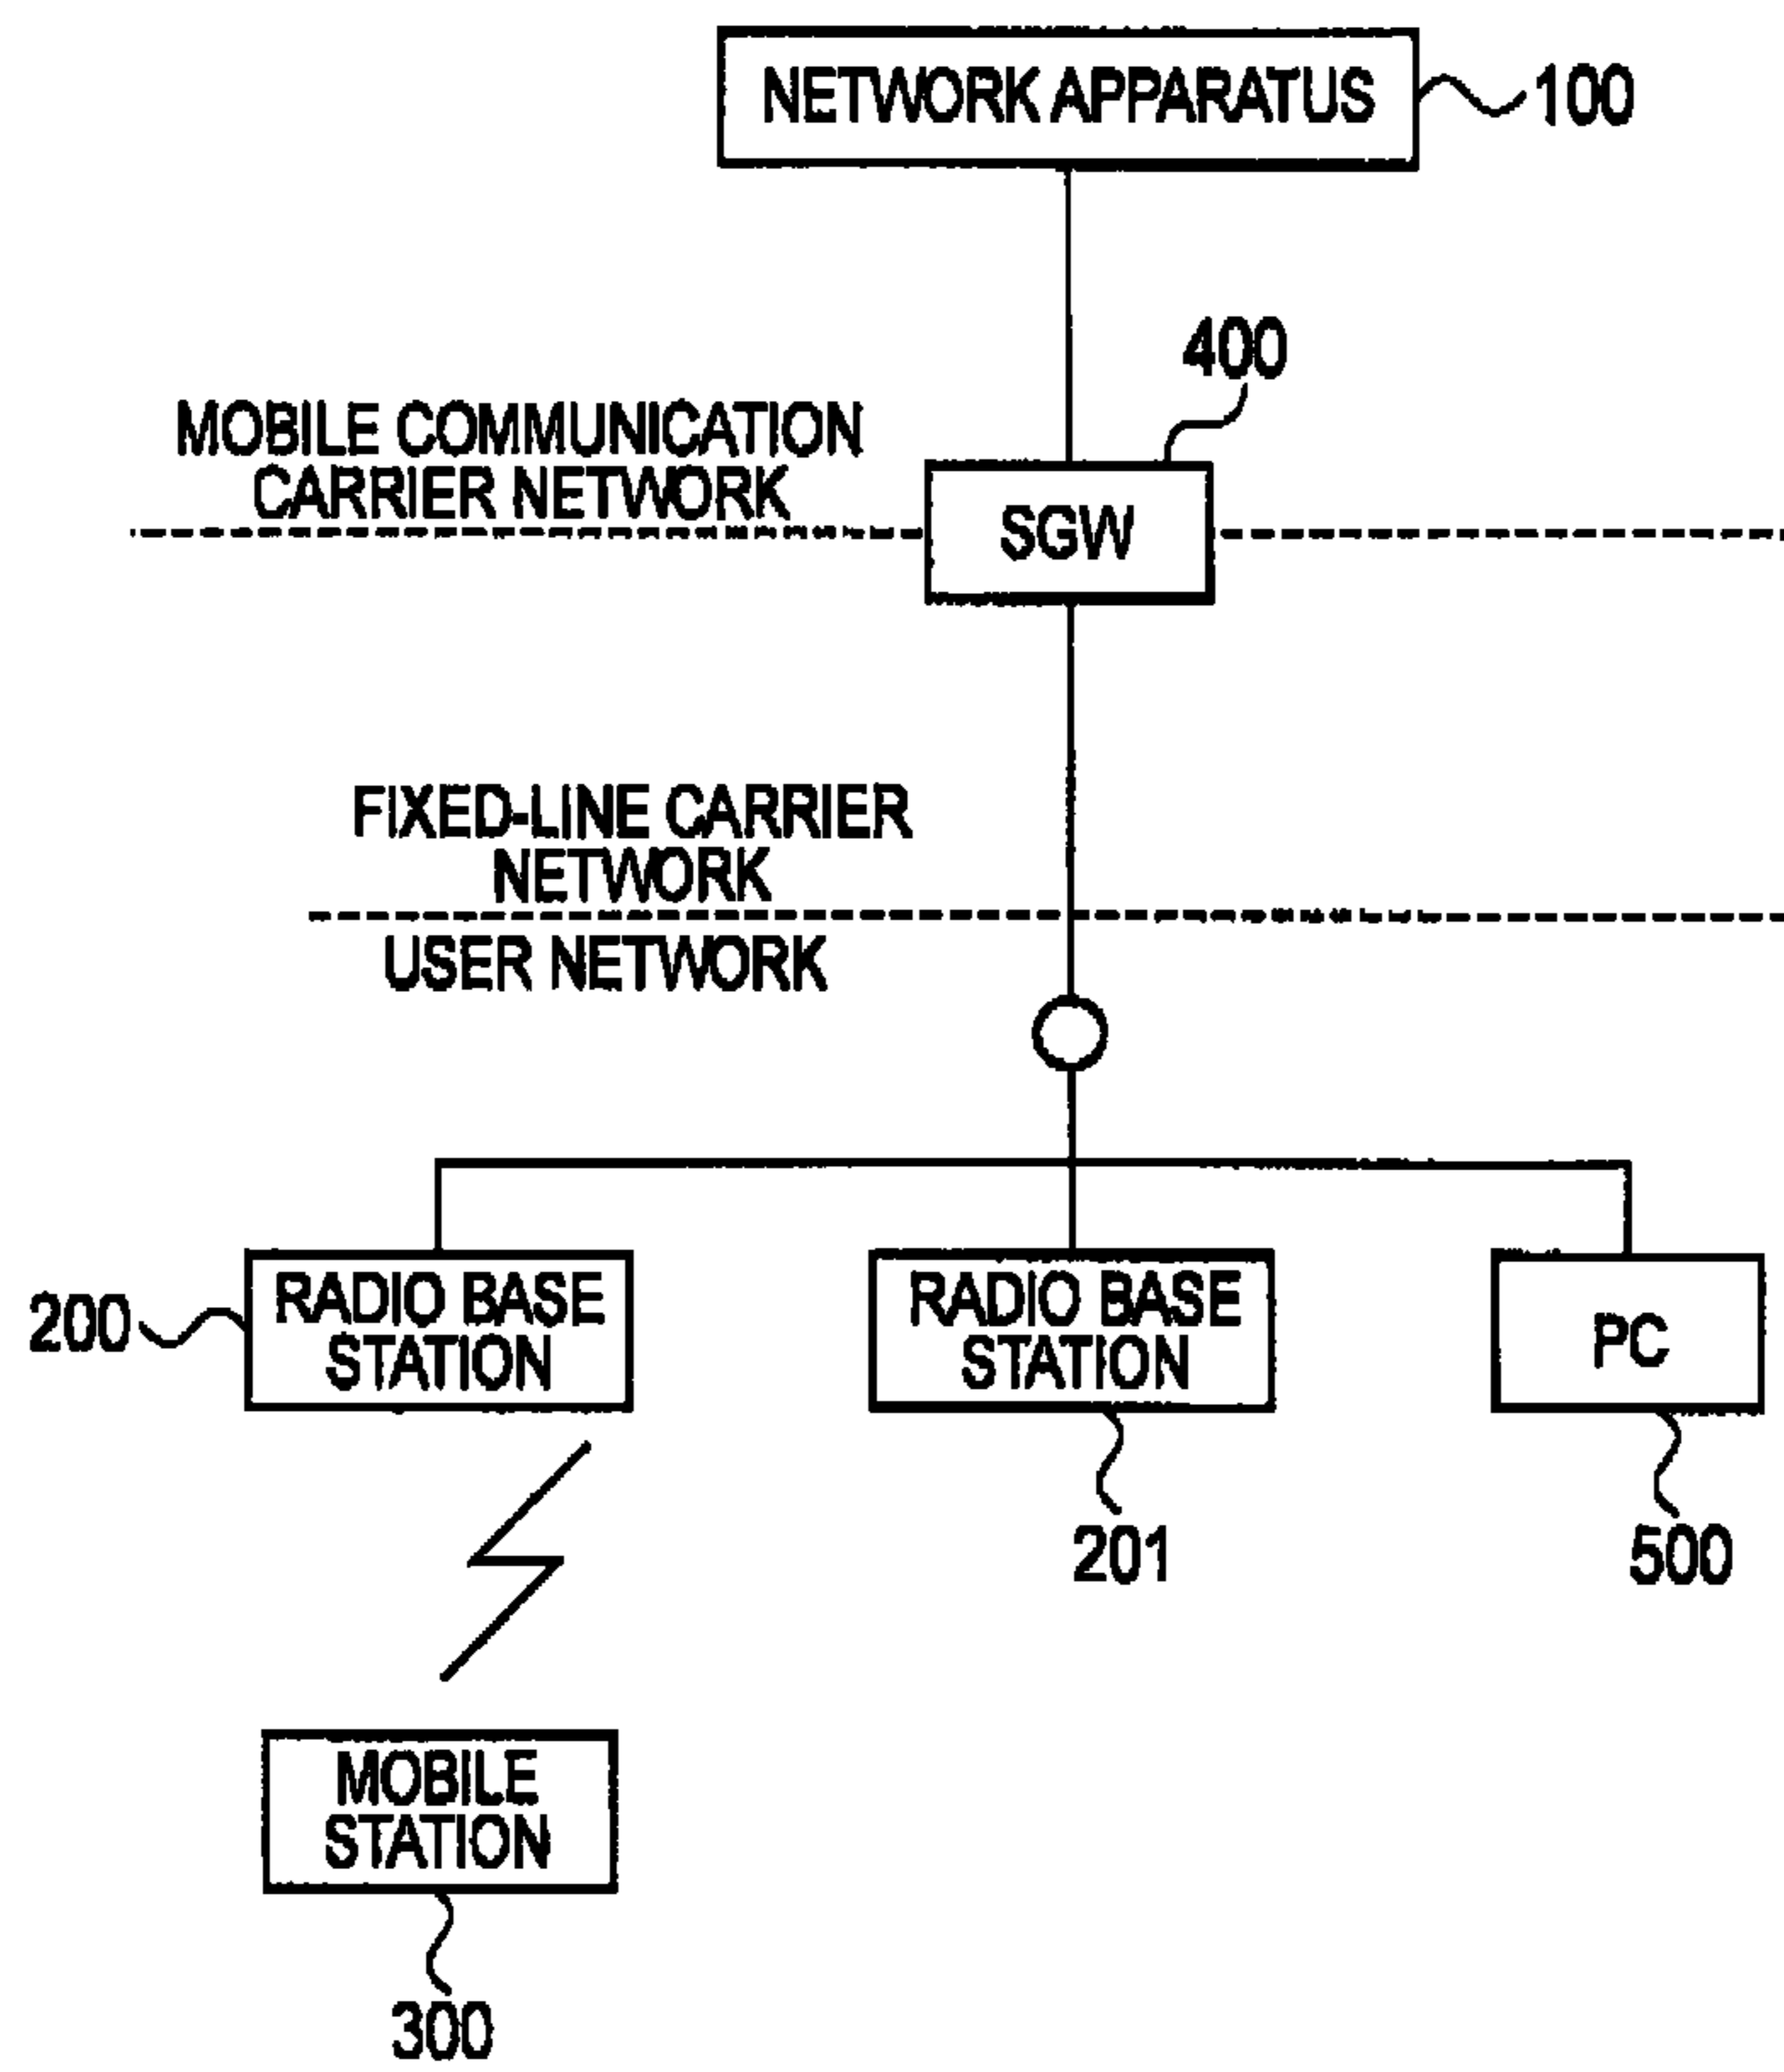 NETWORK APPARATUS
100
400
MOBILE COMMUNICATION
CARRIER NETWORK
SGW
FIXED-LINE CARRIER
NETWORK
USER NETWORK
200
RADIO BASE
STATION
RADIO BASE
STATION
PC
201
500
MOBILE
STATION
300